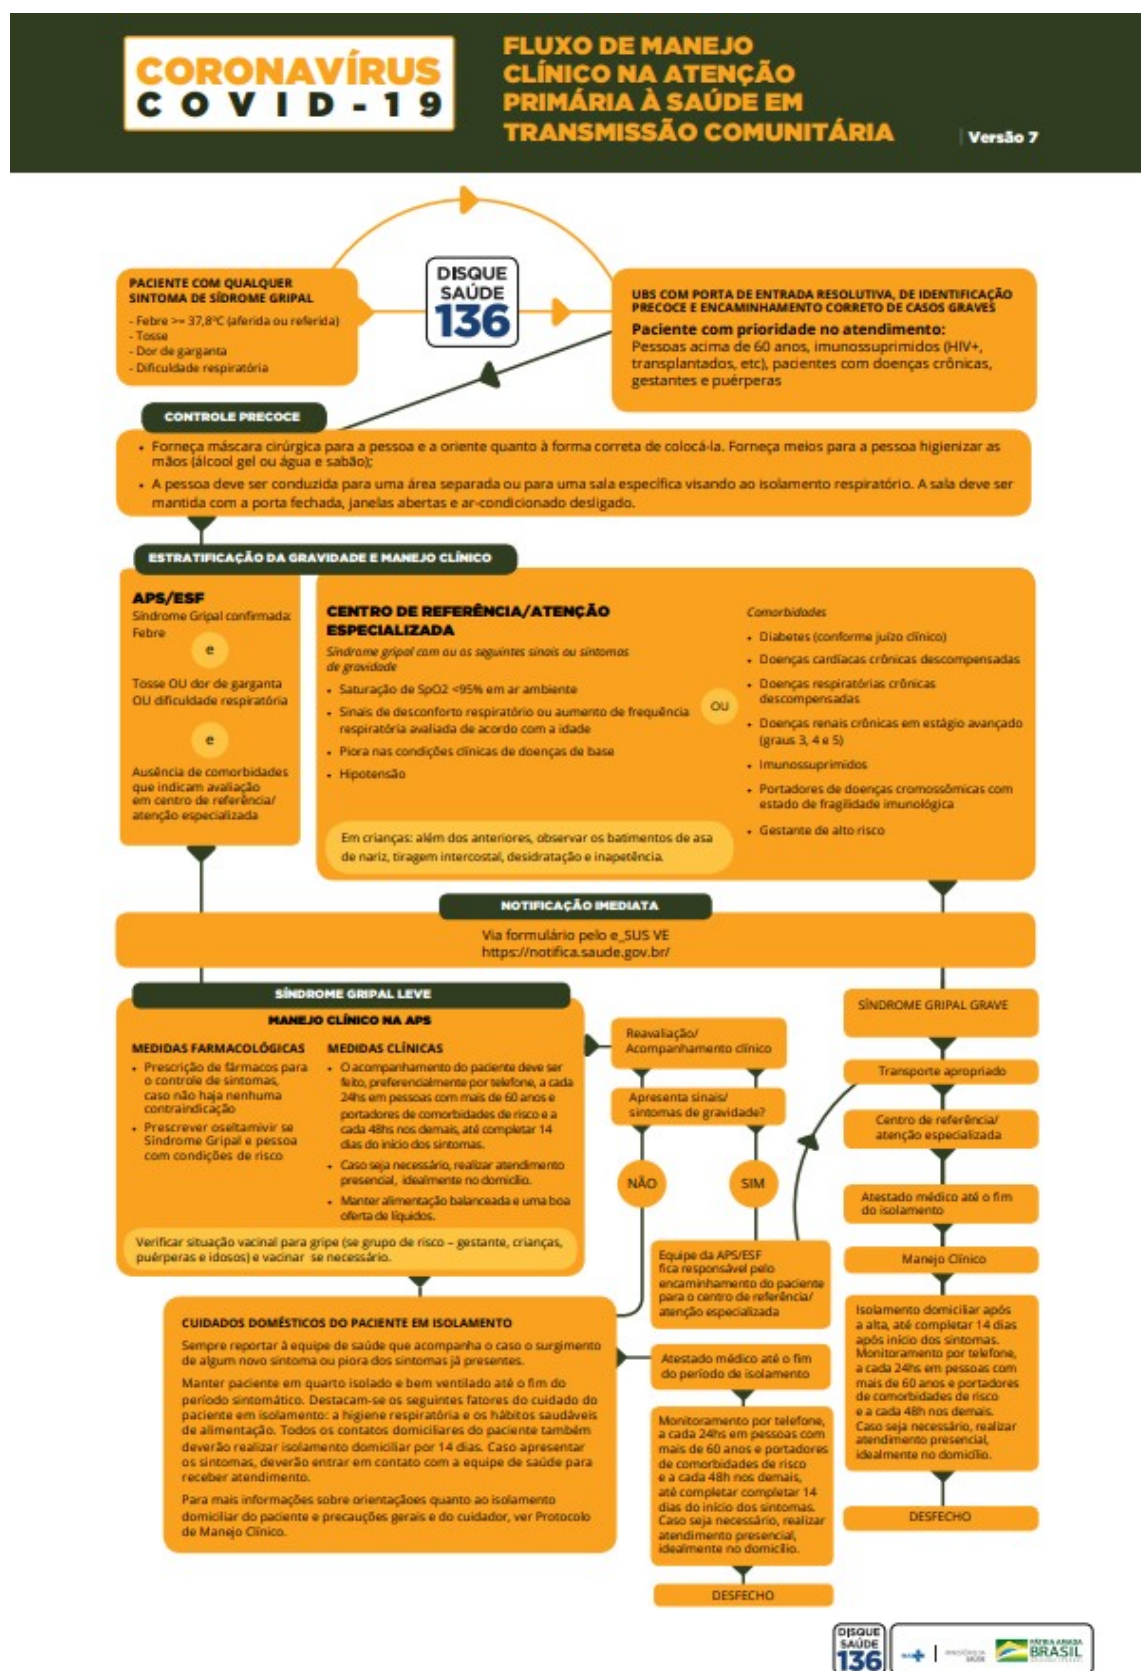 CORONAVÍRUS
COVID-19
FLUXO DE MANEJO
CLÍNICO NA ATENÇÃO
PRIMÁRIA À SAÚDE EM
TRANSMISSÃO COMUNITÁRIA
Versão 7
PACIENTE COM QUALQUER
SINTOMA DE SÍDROME GRIPAL
- Febre >= 37,8ºC (aferida ou referida)
- Tosse
- Dor de garganta
- Dificuldade respiratória
DISQUE
SAÚDE
136
UBS COM PORTA DE ENTRADA RESOLUTIVA, DE IDENTIFICAÇÃO
PRECOCE E ENCAMINHAMENTO CORRETO DE CASOS GRAVES
Paciente com prioridade no atendimento:
Pessoas acima de 60 anos, imunossuprimidos (HIV+,
transplantados, etc), pacientes com doenças crônicas,
gestantes e puérperas
CONTROLE PRECOCE
• Forneça máscara cirúrgica para a pessoa e a oriente quanto à forma correta de colocá-la. Forneça meios para a pessoa higienizar as
mãos (álcool gel ou água e sabão);
• A pessoa deve ser conduzida para uma área separada ou para uma sala específica visando ao isolamento respiratório. A sala deve ser
mantida com a porta fechada, janelas abertas e ar-condicionado desligado.
ESTRATIFICAÇÃO DA GRAVIDADE E MANEJO CLÍNICO
APS/ESF
Síndrome Gripal confirmada:
Febre
e
Tosse OU dor de garganta
OU dificuldade respiratória
e
Ausência de comorbidades
que indicam avaliação
em centro de referência/
atenção especializada
CENTRO DE REFERÊNCIA/ATENÇÃO
ESPECIALIZADA
Síndrome gripal com ou os seguintes sinais ou sintomas
de gravidade
• Saturação de SpO2 <95% em ar ambiente
• Sinais de desconforto respiratório ou aumento de frequência
respiratória avaliada de acordo com a idade
• Piora nas condições clínicas de doenças de base
• Hipotensão
Em crianças: além dos anteriores, observar os batimentos de asa
de nariz, tiragem intercostal, desidratação e inapetência.
OU
Comorbidades
• Diabetes (conforme juízo clínico)
• Doenças cardíacas crônicas descompensadas
• Doenças respiratórias crônicas
descompensadas
• Doenças renais crônicas em estágio avançado
(graus 3, 4 e 5)
• Imunossuprimidos
• Portadores de doenças cromossômicas com
estado de fragilidade imunológica
• Gestante de alto risco
NOTIFICAÇÃO IMEDIATA
Via formulário pelo e_SUS VE
https://notifica.saude.gov.br/
SÍNDROME GRIPAL LEVE
MANEJO CLÍNICO NA APS
MEDIDAS FARMACOLÓGICAS
• Prescrição de fármacos para
o controle de sintomas,
caso não haja nenhuma
contraindicação
• Prescrever oseltamivir se
Síndrome Gripal e pessoa
com condições de risco
MEDIDAS CLÍNICAS
• O acompanhamento do paciente deve ser
feito, preferencialmente por telefone, a cada
24hs em pessoas com mais de 60 anos e
portadores de comorbidades de risco e a
cada 48hs nos demais, até completar 14
dias do início dos sintomas.
• Caso seja necessário, realizar atendimento
presencial, idealmente no domicílio.
• Manter alimentação balanceada e uma boa
oferta de líquidos.
Verificar situação vacinal para gripe (se grupo de risco – gestante, crianças,
puérperas e idosos) e vacinar se necessário.
CUIDADOS DOMÉSTICOS DO PACIENTE EM ISOLAMENTO
Sempre reportar à equipe de saúde que acompanha o caso o surgimento
de algum novo sintoma ou piora dos sintomas já presentes.
Manter paciente em quarto isolado e bem ventilado até o fim do
período sintomático. Destacam-se os seguintes fatores do cuidado do
paciente em isolamento: a higiene respiratória e os hábitos saudáveis
de alimentação. Todos os contatos domiciliares do paciente também
deverão realizar isolamento domiciliar por 14 dias. Caso apresentar
os sintomas, deverão entrar em contato com a equipe de saúde para
receber atendimento.
Para mais informações sobre orientaçãoes quanto ao isolamento
domiciliar do paciente e precauções gerais e do cuidador, ver Protocolo
de Manejo Clínico.
Reavaliação/
Acompanhamento clínico
Apresenta sinais/
sintomas de gravidade?
NÃO
SIM
Equipe da APS/ESF
fica responsável pelo
encaminhamento do paciente
para o centro de referência/
atenção especializada
Atestado médico até o fim
do período de isolamento
Monitoramento por telefone,
a cada 24hs em pessoas com
mais de 60 anos e portadores
de comorbidades de risco
e a cada 48h nos demais,
até completar completar 14
dias do início dos sintomas.
Caso seja necessário, realizar
atendimento presencial,
idealmente no domicílio.
DESFECHO
SÍNDROME GRIPAL GRAVE
Transporte apropriado
Centro de referência/
atenção especializada
Atestado médico até o fim
do isolamento
Manejo Clínico
Isolamento domiciliar após
a alta, até completar 14 dias
após início dos sintomas.
Monitoramento por telefone,
a cada 24hs em pessoas com
mais de 60 anos e portadores
de comorbidades de risco
e a cada 48h nos demais.
Caso seja necessário, realizar
atendimento presencial,
idealmente no domicílio.
DESFECHO
DISQUE
SAÚDE
136
SUS
MINISTÉRIO DA
SAÚDE
PÁTRIA AMADA
BRASIL